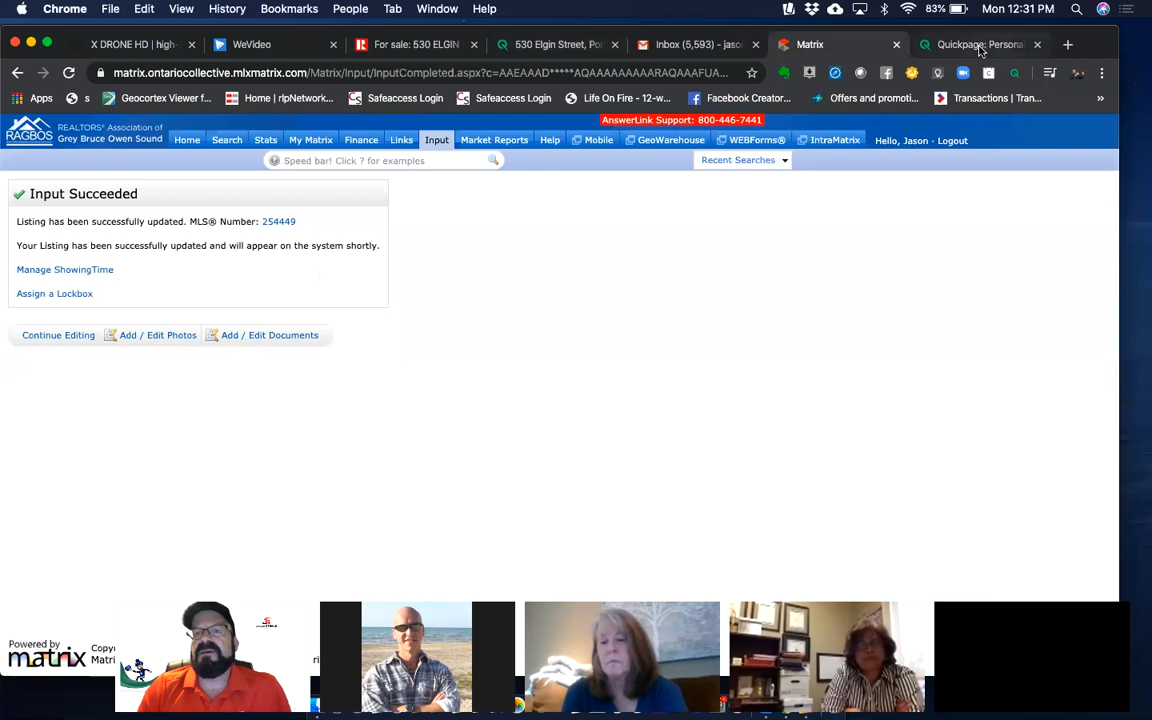 Chrome File Edit View History Bookmarks People Tab Window Help 83% Mon 12:31 PM
X DRONE HD | high- WeVideo For sale: 530 ELGIN 530 Elgin Street, Po Inbox (5,593) - jaso Matrix Quickpage: Persona
matrix.ontariocollective.mlxmatrix.com/Matrix/Input/InputCompleted.aspx?c=AAEAAAD*****AQAAAAAAAAARAQAAAFUA...
Apps s Geocortex Viewer f... Home | rlpNetwork... Safeaccess Login Safeaccess Login Life On Fire - 12-w... Facebook Creator... Offers and promoti... Transactions | Tran... »
AnswerLink Support: 800-446-7441
RAGBOS REALTORS® Association of
Grey Bruce Owen Sound
Home Search Stats My Matrix Finance Links Input Market Reports Help Mobile GeoWarehouse WEBForms® IntraMatrix Hello, Jason · Logout
Speed bar! Click ? for examples Recent Searches
Input Succeeded
Listing has been successfully updated. MLS® Number: 254449
Your Listing has been successfully updated and will appear on the system shortly.
Manage ShowingTime
Assign a Lockbox
Continue Editing Add / Edit Photos Add / Edit Documents
Powered by
matrix
Copy
Matri